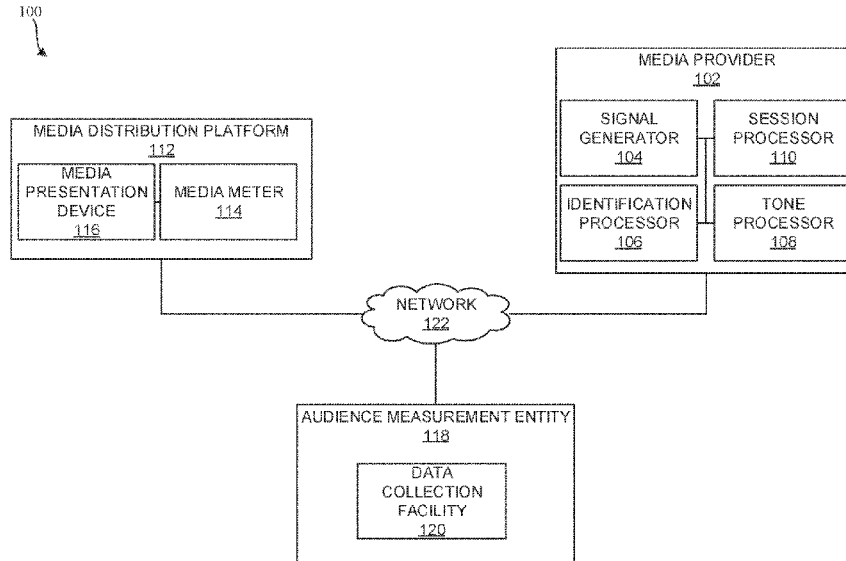 100
MEDIA PROVIDER
102
SIGNAL
GENERATOR
104
SESSION
PROCESSOR
110
IDENTIFICATION
PROCESSOR
106
TONE
PROCESSOR
108
MEDIA DISTRIBUTION PLATFORM
112
MEDIA
PRESENTATION
DEVICE
116
MEDIA METER
114
NETWORK
122
AUDIENCE MEASUREMENT ENTITY
118
DATA
COLLECTION
FACILITY
120